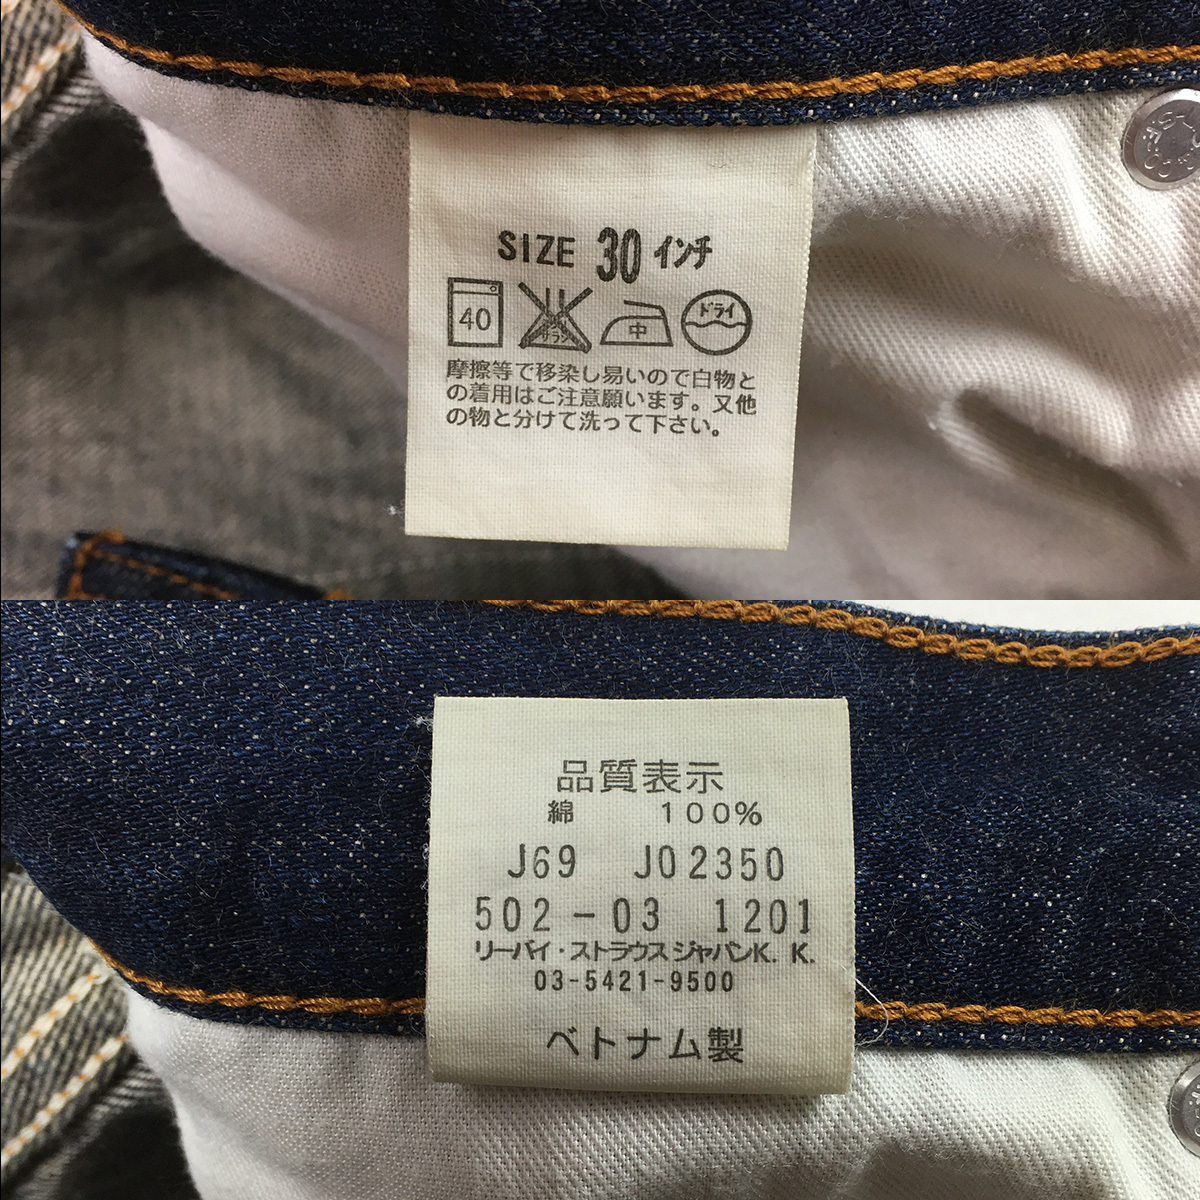 SIZE 30 インチ
40 サラシ 中 ドライ
摩擦等で移染し易いので白物と
の着用はご注意願います。又他
の物と分けて洗って下さい。
品質表示
綿 100%
J69 J02350
502-03 1201
リーバイ・ストラウスジャパンK.K.
03-5421-9500
ベトナム製